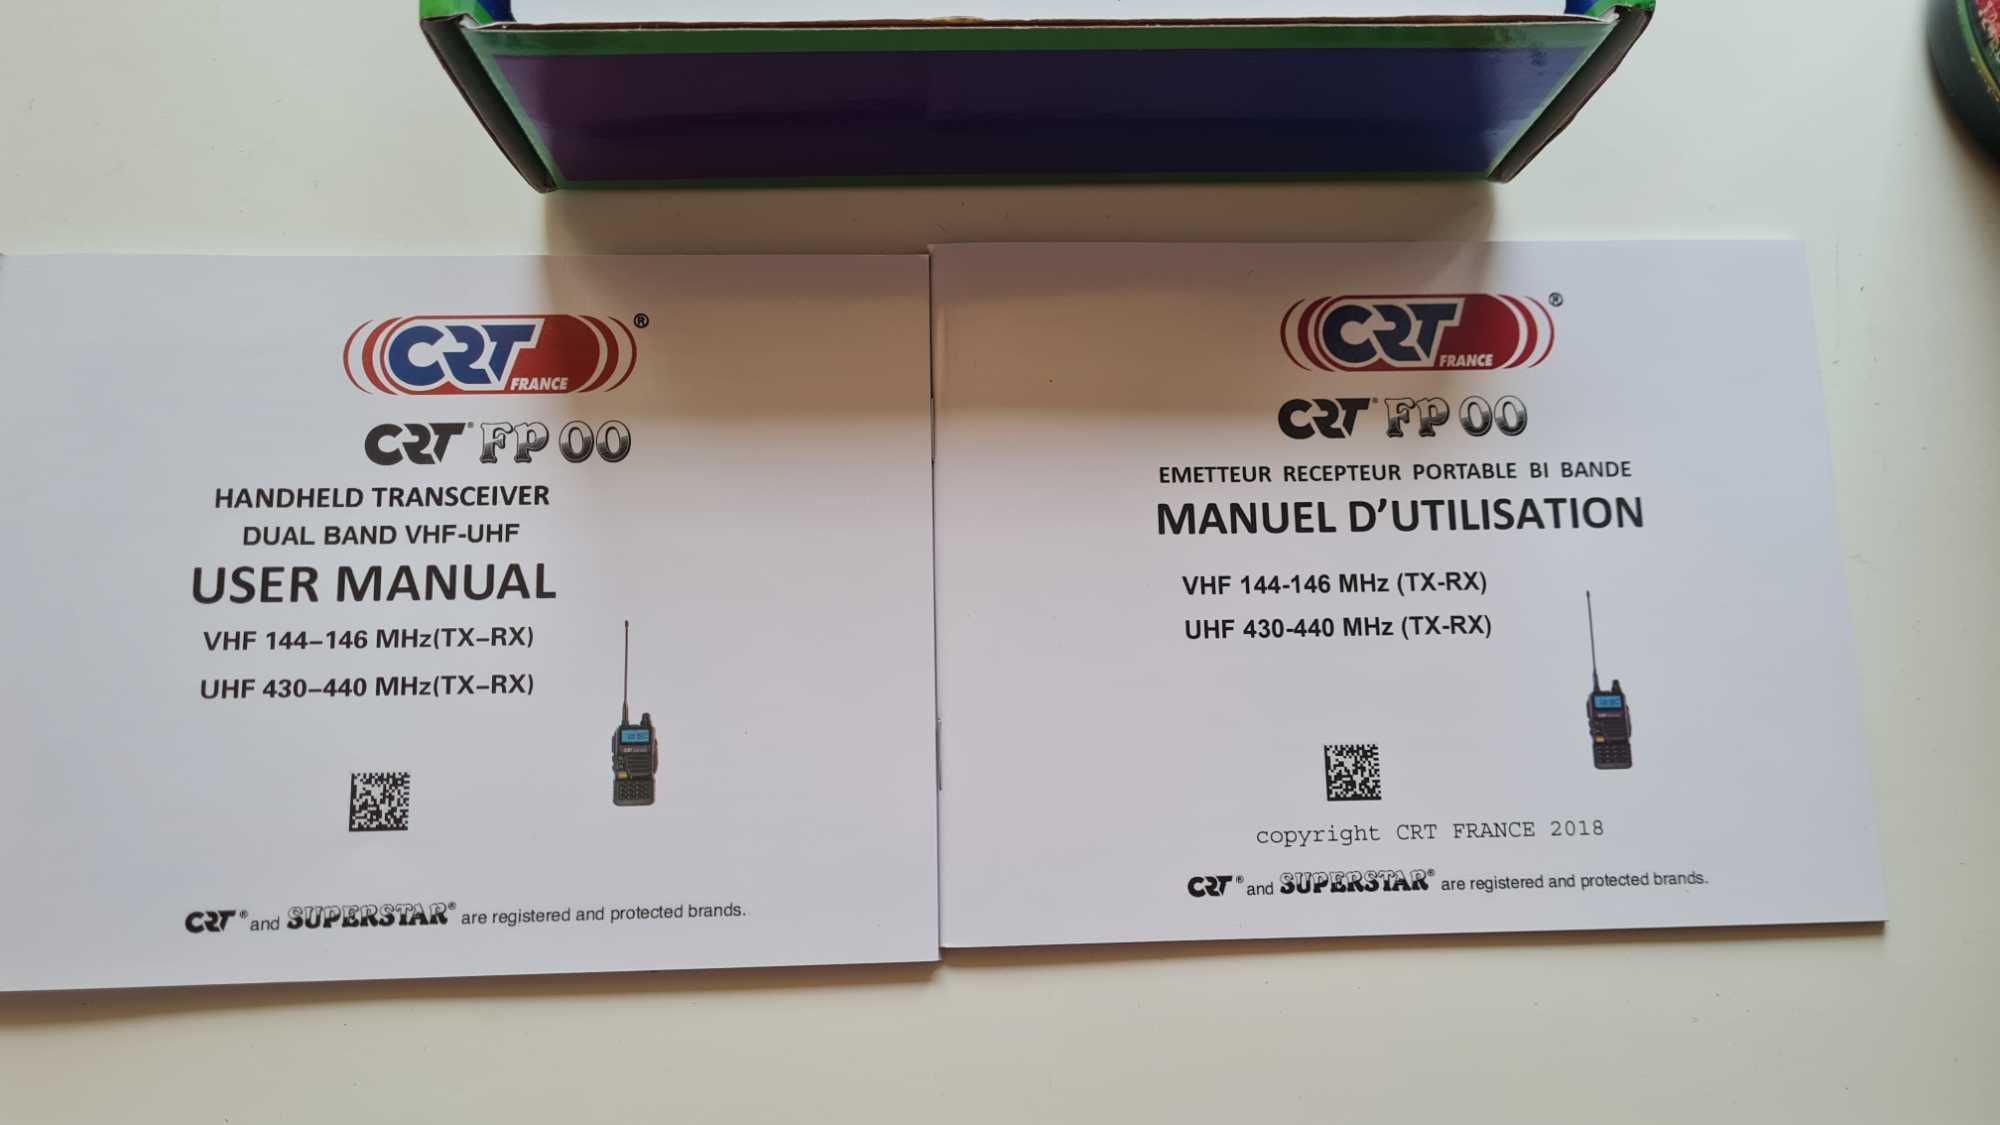 CRT ®
FRANCE
CRT® FP 00
HANDHELD TRANSCEIVER
DUAL BAND VHF-UHF
USER MANUAL
VHF 144–146 MHz(TX–RX)
UHF 430–440 MHz(TX–RX)
CRT® and SUPERSTAR® are registered and protected brands.
CRT ®
FRANCE
CRT® FP 00
EMETTEUR RECEPTEUR PORTABLE BI BANDE
MANUEL D'UTILISATION
VHF 144-146 MHz (TX-RX)
UHF 430-440 MHz (TX-RX)
copyright CRT FRANCE 2018
CRT® and SUPERSTAR® are registered and protected brands.